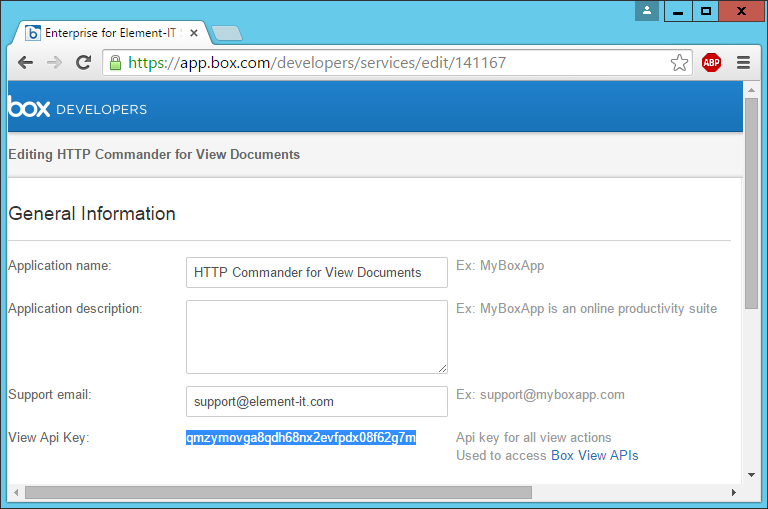 Enterprise for Element-IT S
https://app.box.com/developers/services/edit/141167
ABP
box DEVELOPERS
Editing HTTP Commander for View Documents
General Information
Application name: HTTP Commander for View Documents Ex: MyBoxApp
Application description: Ex: MyBoxApp is an online productivity suite
Support email: support@element-it.com Ex: support@myboxapp.com
View Api Key: qmzymovga8qdh68nx2evfpdx08f62g7m Api key for all view actions
Used to access Box View APIs